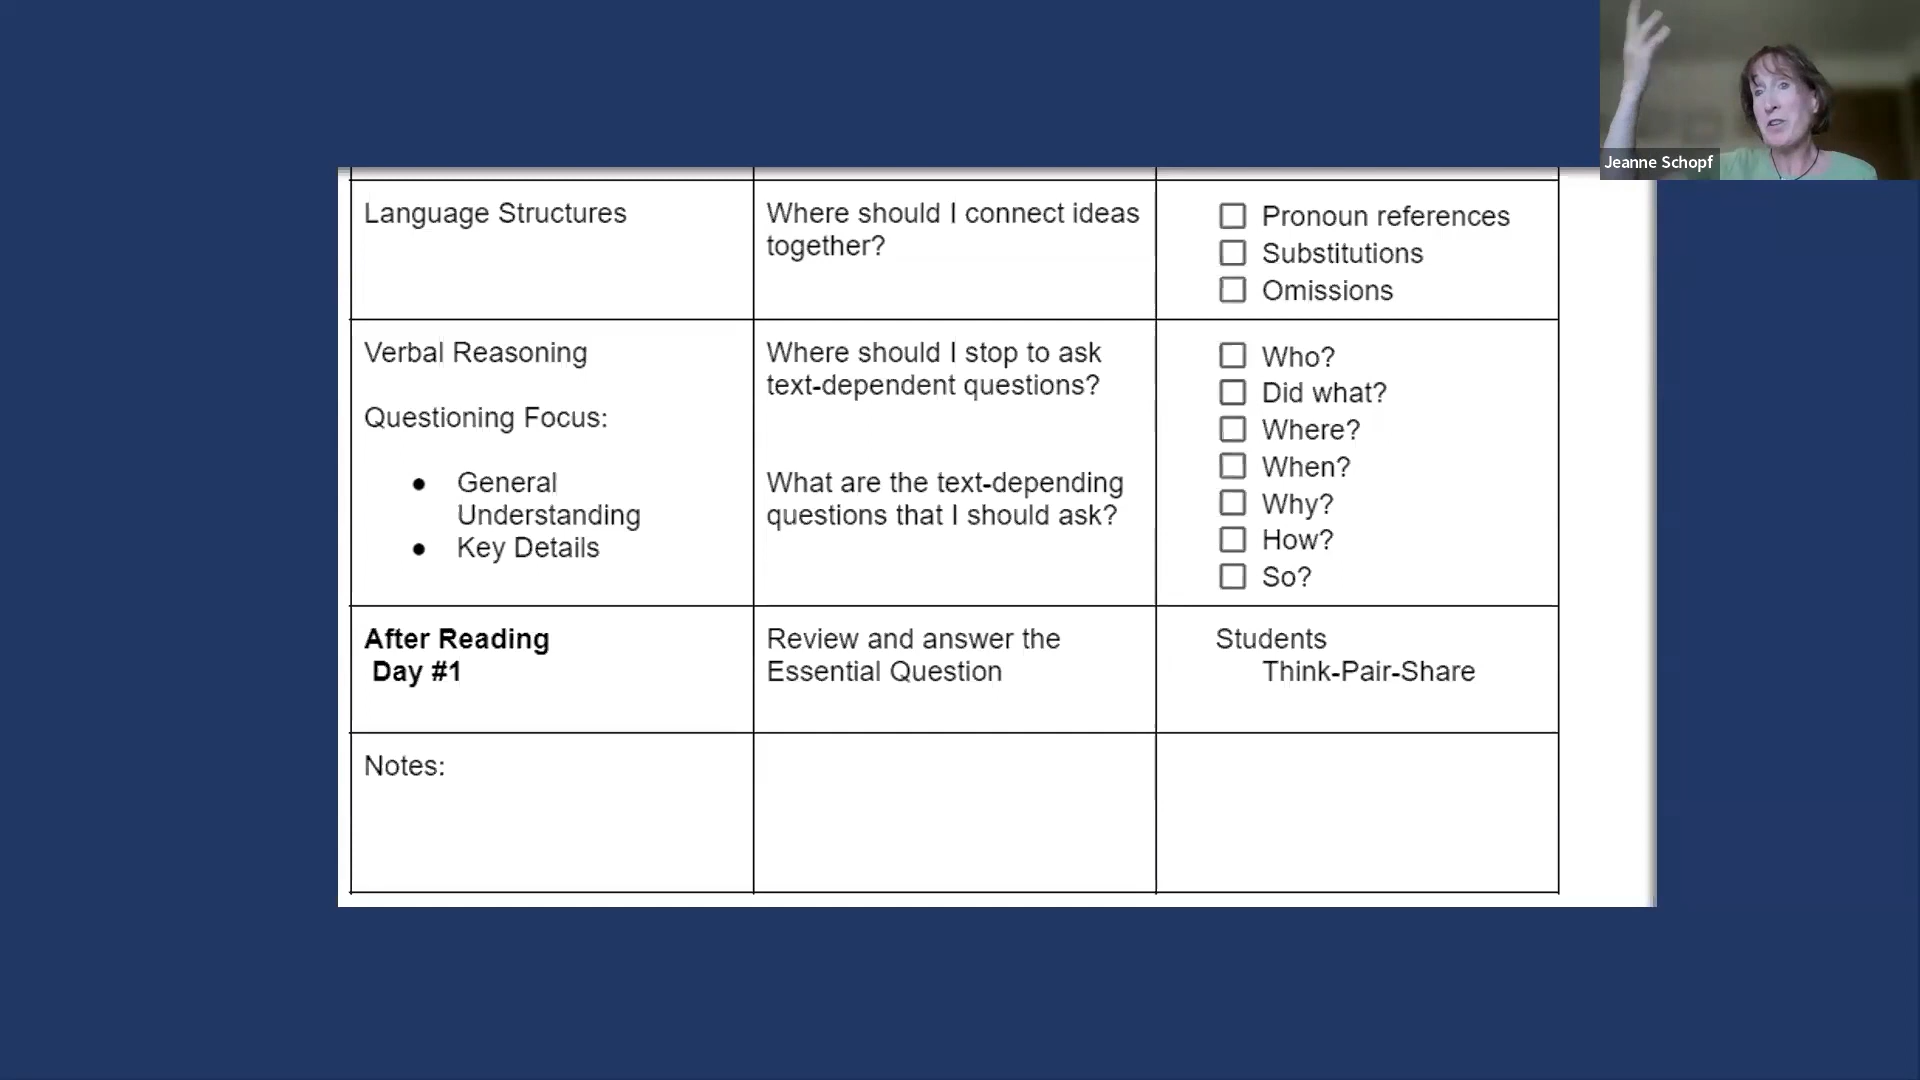 Jeanne Schopf
Language Structures
Where should I connect ideas
together?
Pronoun references
Substitutions
Omissions
Verbal Reasoning
Questioning Focus:
General
Understanding
Key Details
Where should I stop to ask
text-dependent questions?
What are the text-depending
questions that I should ask?
Who?
Did what?
Where?
When?
Why?
How?
So?
After Reading
Day #1
Review and answer the
Essential Question
Students
Think-Pair-Share
Notes: